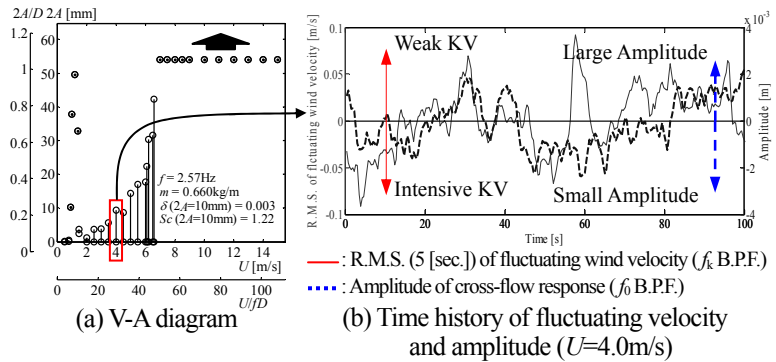 2A/D 2A [mm]
1.2
1
0.8
0.6
0.4
0.2
0
60
50
40
30
20
10
0
f = 2.57Hz
m = 0.660kg/m
δ (2A=10mm) = 0.003
Sc (2A=10mm) = 1.22
0 2 4 6 8 10 12 14
U [m/s]
0 20 40 60 80 100
U/fD
(a) V-A diagram
R.M.S. of fluctuating wind velocity [m/s]
0.1
0.05
0
-0.05
-0.1
Weak KV
Intensive KV
Large Amplitude
Small Amplitude
×10⁻³
4
2
0
-2
-4
Amplitude [m]
0 20 40 60 80 100
Time [s]
: R.M.S. (5 [sec.]) of fluctuating wind velocity (fk B.P.F.)
: Amplitude of cross-flow response (f0 B.P.F.)
(b) Time history of fluctuating velocity
and amplitude (U=4.0m/s)